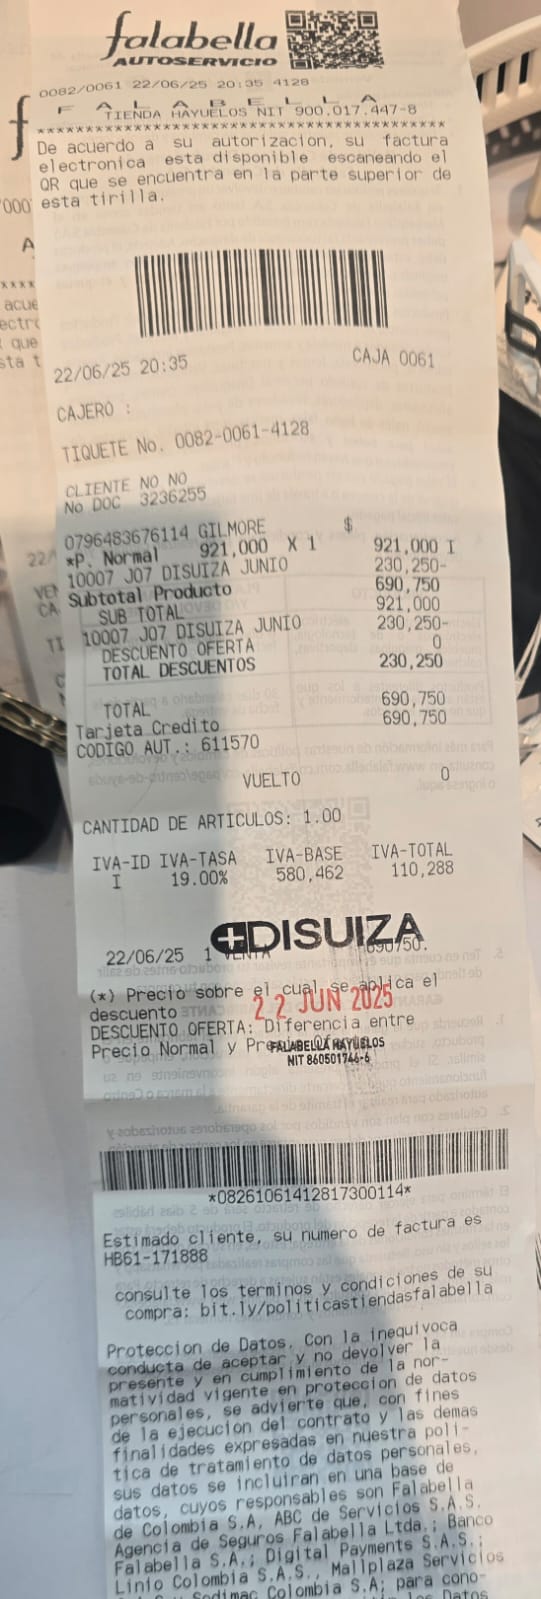 falabella
AUTOSERVICIO
0082/0061 22/06/25 20:35 4128
F A L A B E L L A
TIENDA HAYUELOS NIT 900.017.447-8
****************************************
De acuerdo a su autorizacion, su factura
electronica esta disponible escaneando el
QR que se encuentra en la parte superior de
esta tirilla.
22/06/25 20:35 CAJA 0061
CAJERO :
TIQUETE No. 0082-0061-4128
CLIENTE NO NO
No DOC 3236255
0796483676114 GILMORE $
*P. Normal 921,000 X 1 921,000 I
10007 J07 DISUIZA JUNIO 230,250-
Subtotal Producto 690,750
SUB TOTAL 921,000
10007 J07 DISUIZA JUNIO 230,250-
DESCUENTO OFERTA 0
TOTAL DESCUENTOS 230,250
TOTAL 690,750
Tarjeta Credito 690,750
CODIGO AUT.: 611570
VUELTO 0
CANTIDAD DE ARTICULOS: 1.00
IVA-ID IVA-TASA IVA-BASE IVA-TOTAL
I 19.00% 580,462 110,288
DISUIZA
22/06/25 1 VENTA 690750.
(*) Precio sobre el cual se aplica el
descuento
22 JUN 2025
DESCUENTO OFERTA: Diferencia entre
Precio Normal y
FALABELLA HAYUELOS
NIT 860501746-6
*08261061412817300114*
Estimado cliente, su numero de factura es
HB61-171888
consulte los terminos y condiciones de su
compra: bit.ly/politicastiendasfalabella
Proteccion de Datos. Con la inequivoca
conducta de aceptar y no devolver la
presente y en cumplimiento de la nor-
matividad vigente en proteccion de datos
personales, se advierte que, con fines
de la ejecucion del contrato y las demas
finalidades expresadas en nuestra poli-
tica de tratamiento de datos personales,
sus datos se incluiran en una base de
datos, cuyos responsables son Falabella
de Colombia S.A, ABC de Servicios S.A.S.
Agencia de Seguros Falabella Ltda.; Banco
Falabella S.A.; Digital Payments S.A.S.;
Linio Colombia S.A.S., Mallplaza Servicios
Sodimac Colombia S.A; para cono-
Datos